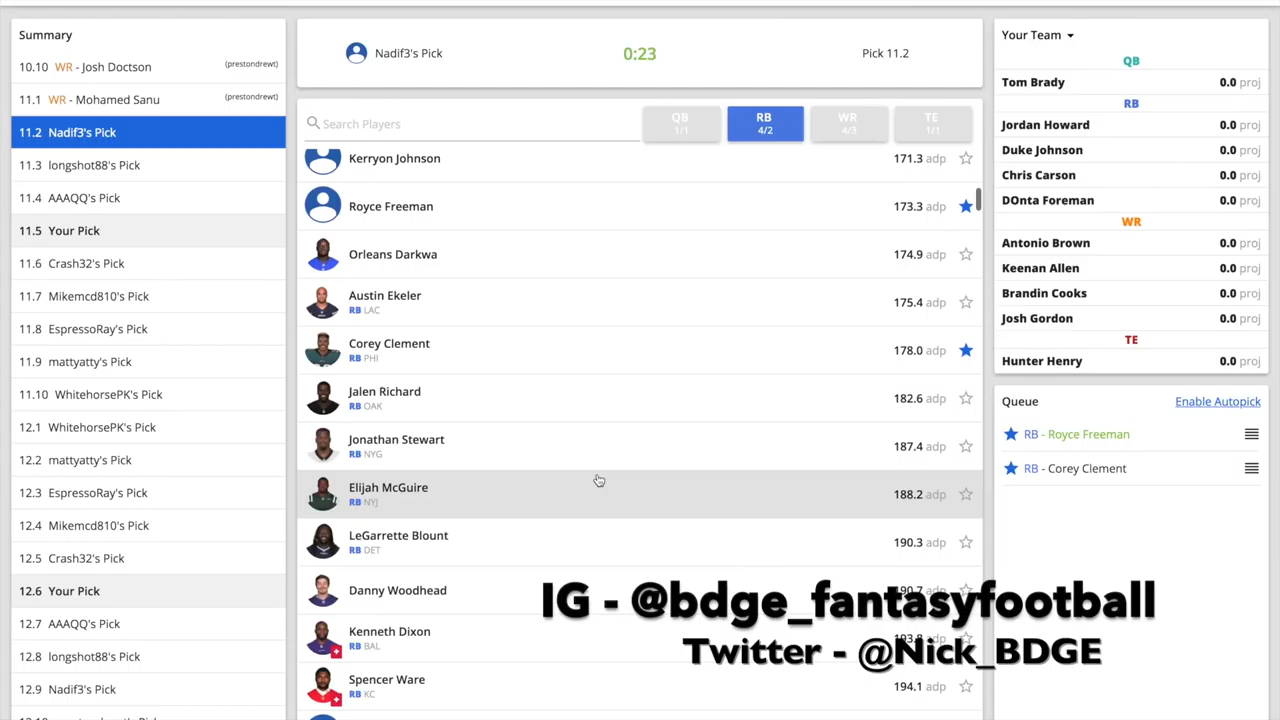 Summary
10.10 WR - Josh Doctson (prestondrewt)
11.1 WR - Mohamed Sanu (prestondrewt)
11.2 Nadif3's Pick
11.3 longshot88's Pick
11.4 AAAQQ's Pick
11.5 Your Pick
11.6 Crash32's Pick
11.7 Mikemcd810's Pick
11.8 EspressoRay's Pick
11.9 mattyatty's Pick
11.10 WhitehorsePK's Pick
12.1 WhitehorsePK's Pick
12.2 mattyatty's Pick
12.3 EspressoRay's Pick
12.4 Mikemcd810's Pick
12.5 Crash32's Pick
12.6 Your Pick
12.7 AAAQQ's Pick
12.8 longshot88's Pick
12.9 Nadif3's Pick
Nadif3's Pick 0:23 Pick 11.2
Search Players
QB
1/1
RB
4/2
WR
4/3
TE
1/1
Kerryon Johnson 171.3 adp
Royce Freeman 173.3 adp
Orleans Darkwa 174.9 adp
Austin Ekeler 175.4 adp
RB LAC
Corey Clement 178.0 adp
RB PHI
Jalen Richard 182.6 adp
RB OAK
Jonathan Stewart 187.4 adp
RB NYG
Elijah McGuire 188.2 adp
RB NYJ
LeGarrette Blount 190.3 adp
RB DET
Danny Woodhead 190.7 adp
Kenneth Dixon 193.8 adp
RB BAL
Spencer Ware 194.1 adp
RB KC
Your Team
QB
Tom Brady 0.0 proj
RB
Jordan Howard 0.0 proj
Duke Johnson 0.0 proj
Chris Carson 0.0 proj
DOnta Foreman 0.0 proj
WR
Antonio Brown 0.0 proj
Keenan Allen 0.0 proj
Brandin Cooks 0.0 proj
Josh Gordon 0.0 proj
TE
Hunter Henry 0.0 proj
Queue Enable Autopick
RB - Royce Freeman
RB - Corey Clement
IG - @bdge_fantasyfootball
Twitter - @Nick_BDGE